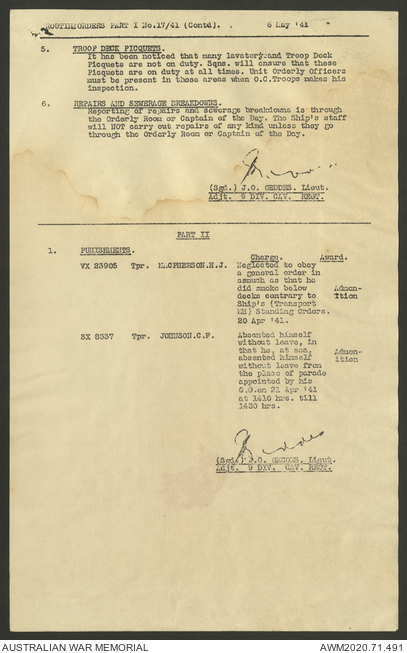 ROUTINE ORDERS PART I No.17/41 (Contd). . 6 May '41
5. TROOP DECK PICQUETS.
It has been noticed that many lavatory and Troop Deck
Picquets are not on duty. Sqns. will ensure that these
Picquets are on duty at all times. Unit Orderly Officers
must be present in those areas when O.C.Troops makes his
inspection.
6. REPAIRS AND SEWERAGE BREAKDOWNS.
Reporting of repairs and sewerage breakdowns is through
the Orderly Room or Captain of the Day. The Ship's staff
will NOT carry out repairs of any kind unless they go
through the Orderly Room or Captain of the Day.
(Sgd.) J.O. GEDDES. Lieut.
Adjt. 9 DIV. CAV. REGT.
PART II
1. PUNISHMENTS.
Charge. Award.
VX 23905 Tpr. MacPHERSON.H.J. Neglected to obey
a general order in
asmuch as that he
did smoke below
decks contrary to
Ship's (Transport
) Standing Orders.
20 Apr '41.
Admon-
ition
SX 8337 Tpr. JOHNSON.C.F. Absented himself
without leave, in
that he, at sea,
absented himself
without leave from
the place of parade
appointed by his
C.O.on 21 Apr '41
at 1410 hrs. till
1430 hrs.
Admon-
ition
Geddes
(Sgd.) J.O. GEDDES. Lieut.
Adjt. 9 DIV. CAV. REGT.
AUSTRALIAN WAR MEMORIAL AWM2020.71.491